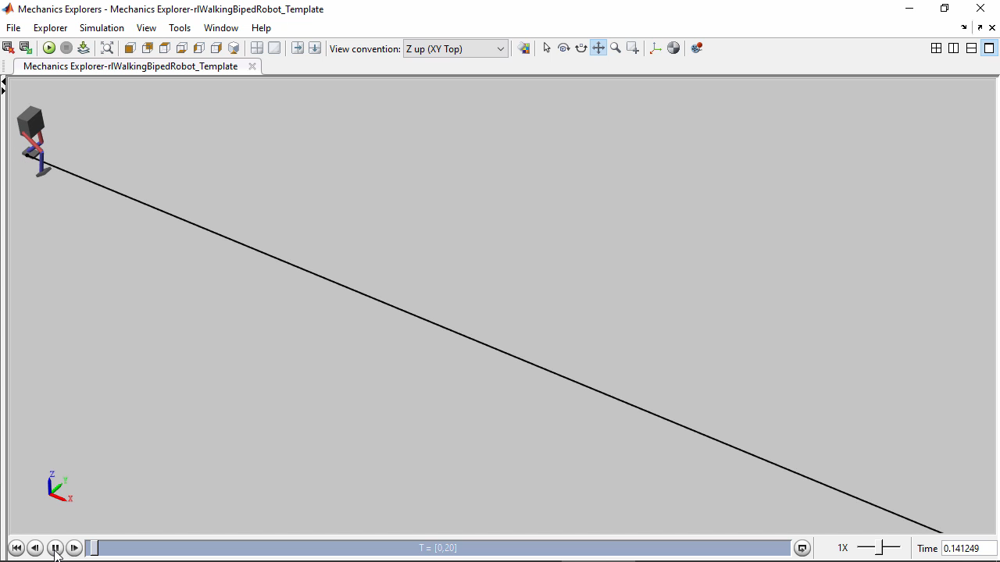 Mechanics Explorers - Mechanics Explorer-rlWalkingBipedRobot_Template
File Explorer Simulation View Tools Window Help
View convention: Z up (XY Top)
Mechanics Explorer-rlWalkingBipedRobot_Template
Z
Y
X
T = [0,20]
1X
Time 0.141249